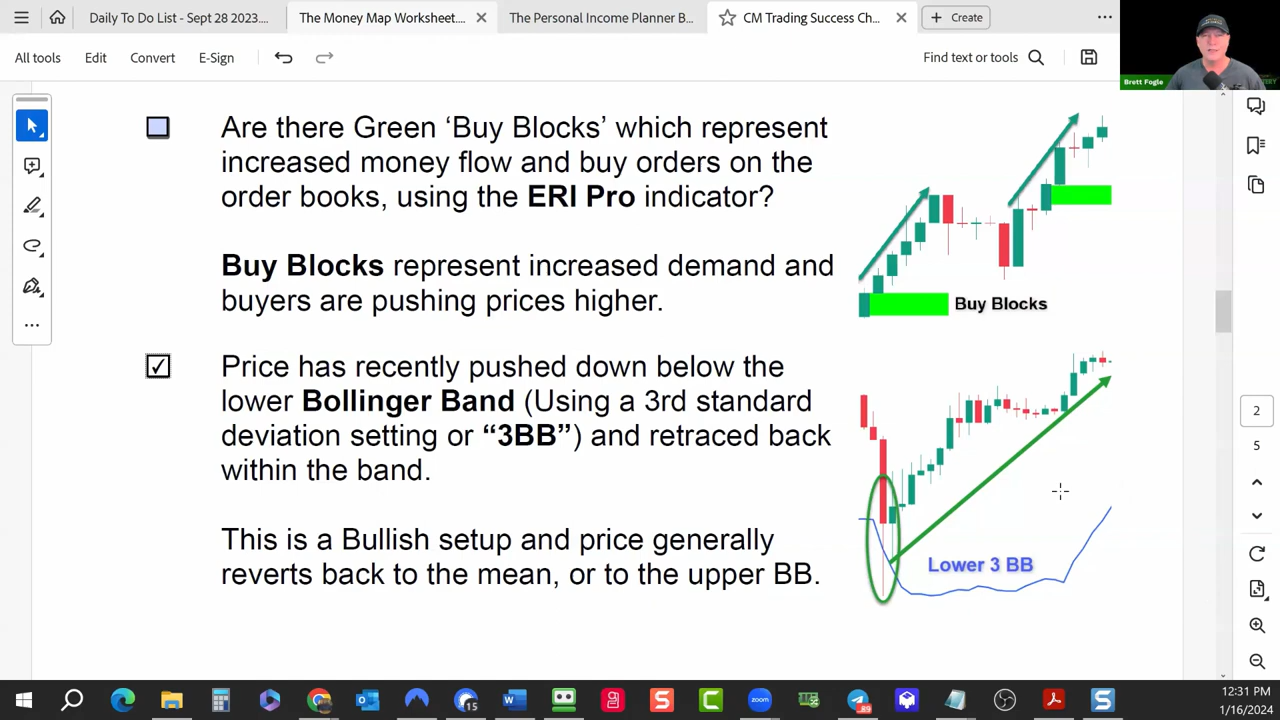 Daily To Do List - Sept 28 2023....
The Money Map Worksheet....
The Personal Income Planner B...
CM Trading Success Ch...
Create
All tools
Edit
Convert
E-Sign
Find text or tools
Brett Fogle
Are there Green ‘Buy Blocks’ which represent
increased money flow and buy orders on the
order books, using the ERI Pro indicator?
Buy Blocks represent increased demand and
buyers are pushing prices higher.
Buy Blocks
Price has recently pushed down below the
lower Bollinger Band (Using a 3rd standard
deviation setting or “3BB”) and retraced back
within the band.
This is a Bullish setup and price generally
reverts back to the mean, or to the upper BB.
Lower 3 BB
2
5
15
89
12:31 PM
1/16/2024